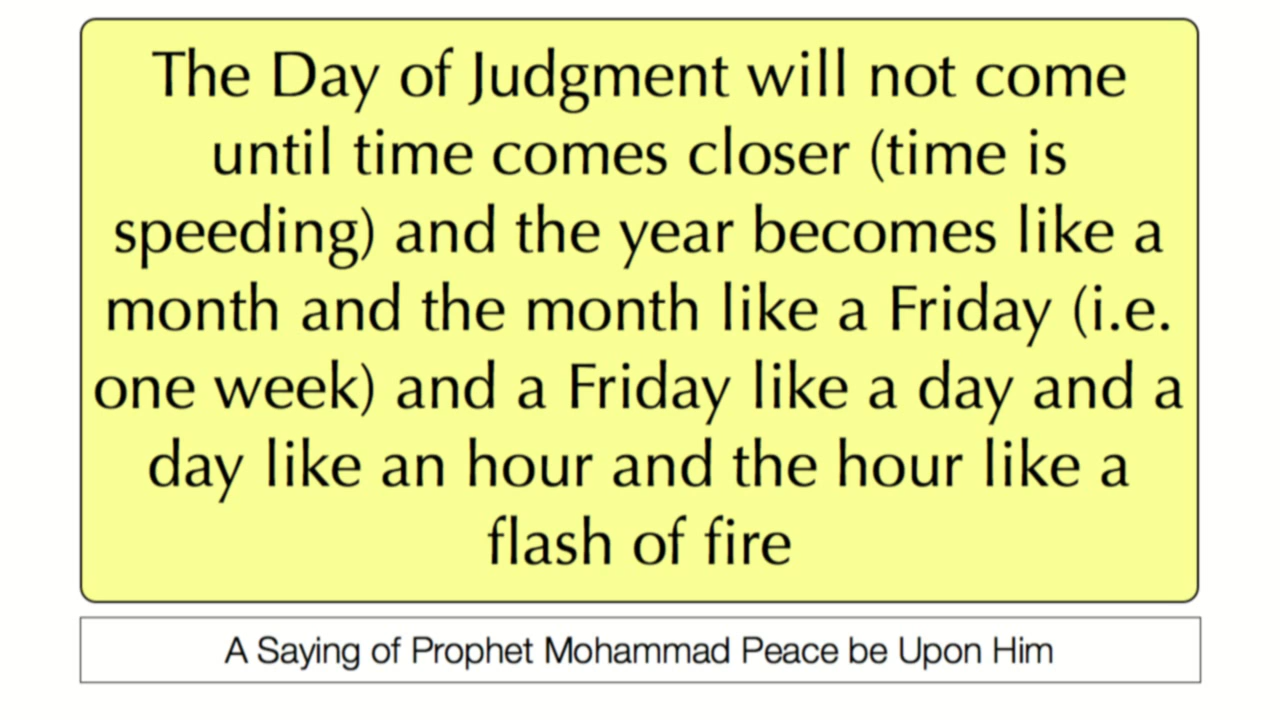 The Day of Judgment will not come
until time comes closer (time is
speeding) and the year becomes like a
month and the month like a Friday (i.e.
one week) and a Friday like a day and a
day like an hour and the hour like a
flash of fire
A Saying of Prophet Mohammad Peace be Upon Him